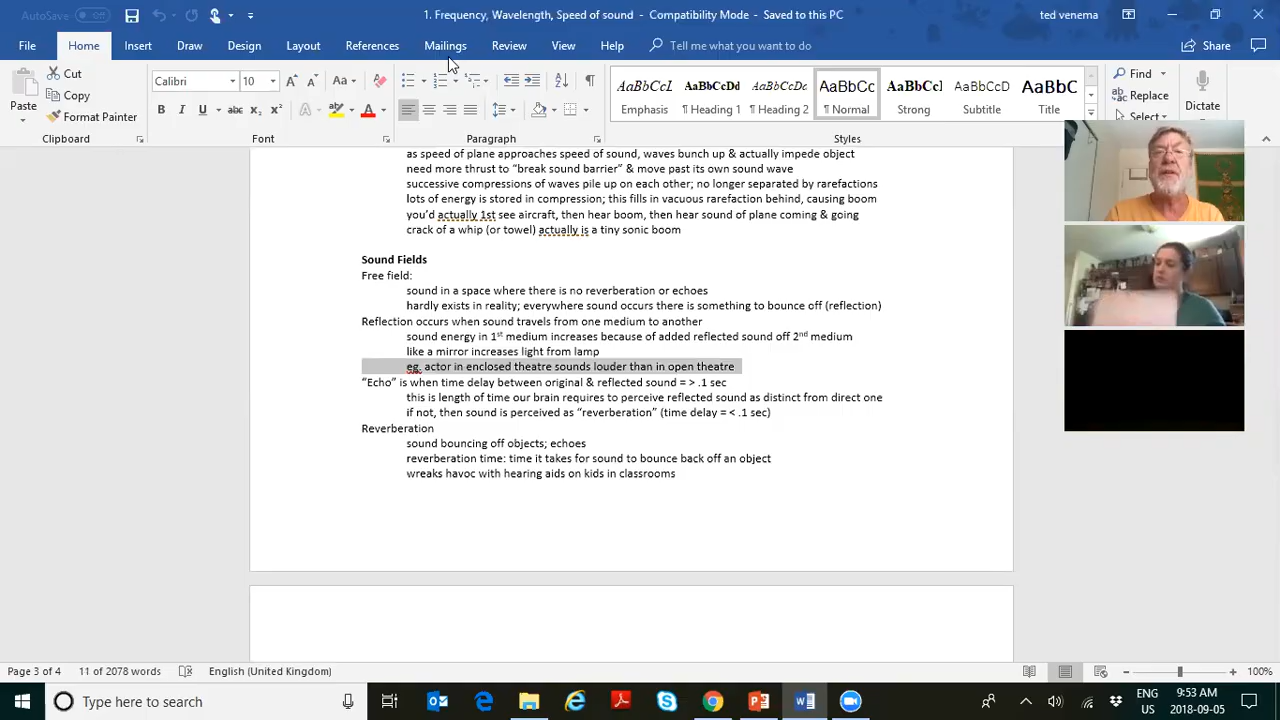 AutoSave Off 1. Frequency, Wavelength, Speed of sound - Compatibility Mode - Saved to this PC ted venema
File Home Insert Draw Design Layout References Mailings Review View Help Tell me what you want to do Share
Paste Cut Copy Format Painter
Calibri 10
AaBbCcI Emphasis AaBbCcDd Heading 1 AaBbCcDc Heading 2 AaBbCc ¶ Normal AaBbCcI Strong AaBbCcDd Subtitle AaBbC Title
Find Replace Select Dictate
Clipboard Font Paragraph Styles
as speed of plane approaches speed of sound, waves bunch up & actually impede object
need more thrust to “break sound barrier” & move past its own sound wave
successive compressions of waves pile up on each other; no longer separated by rarefactions
lots of energy is stored in compression; this fills in vacuous rarefaction behind, causing boom
you’d actually 1st see aircraft, then hear boom, then hear sound of plane coming & going
crack of a whip (or towel) actually is a tiny sonic boom
Sound Fields
Free field:
sound in a space where there is no reverberation or echoes
hardly exists in reality; everywhere sound occurs there is something to bounce off (reflection)
Reflection occurs when sound travels from one medium to another
sound energy in 1st medium increases because of added reflected sound off 2nd medium
like a mirror increases light from lamp
eg. actor in enclosed theatre sounds louder than in open theatre
“Echo” is when time delay between original & reflected sound = > .1 sec
this is length of time our brain requires to perceive reflected sound as distinct from direct one
if not, then sound is perceived as “reverberation” (time delay = < .1 sec)
Reverberation
sound bouncing off objects; echoes
reverberation time: time it takes for sound to bounce back off an object
wreaks havoc with hearing aids on kids in classrooms
Page 3 of 4 11 of 2078 words English (United Kingdom) 100%
Type here to search ENG US 9:53 AM 2018-09-05